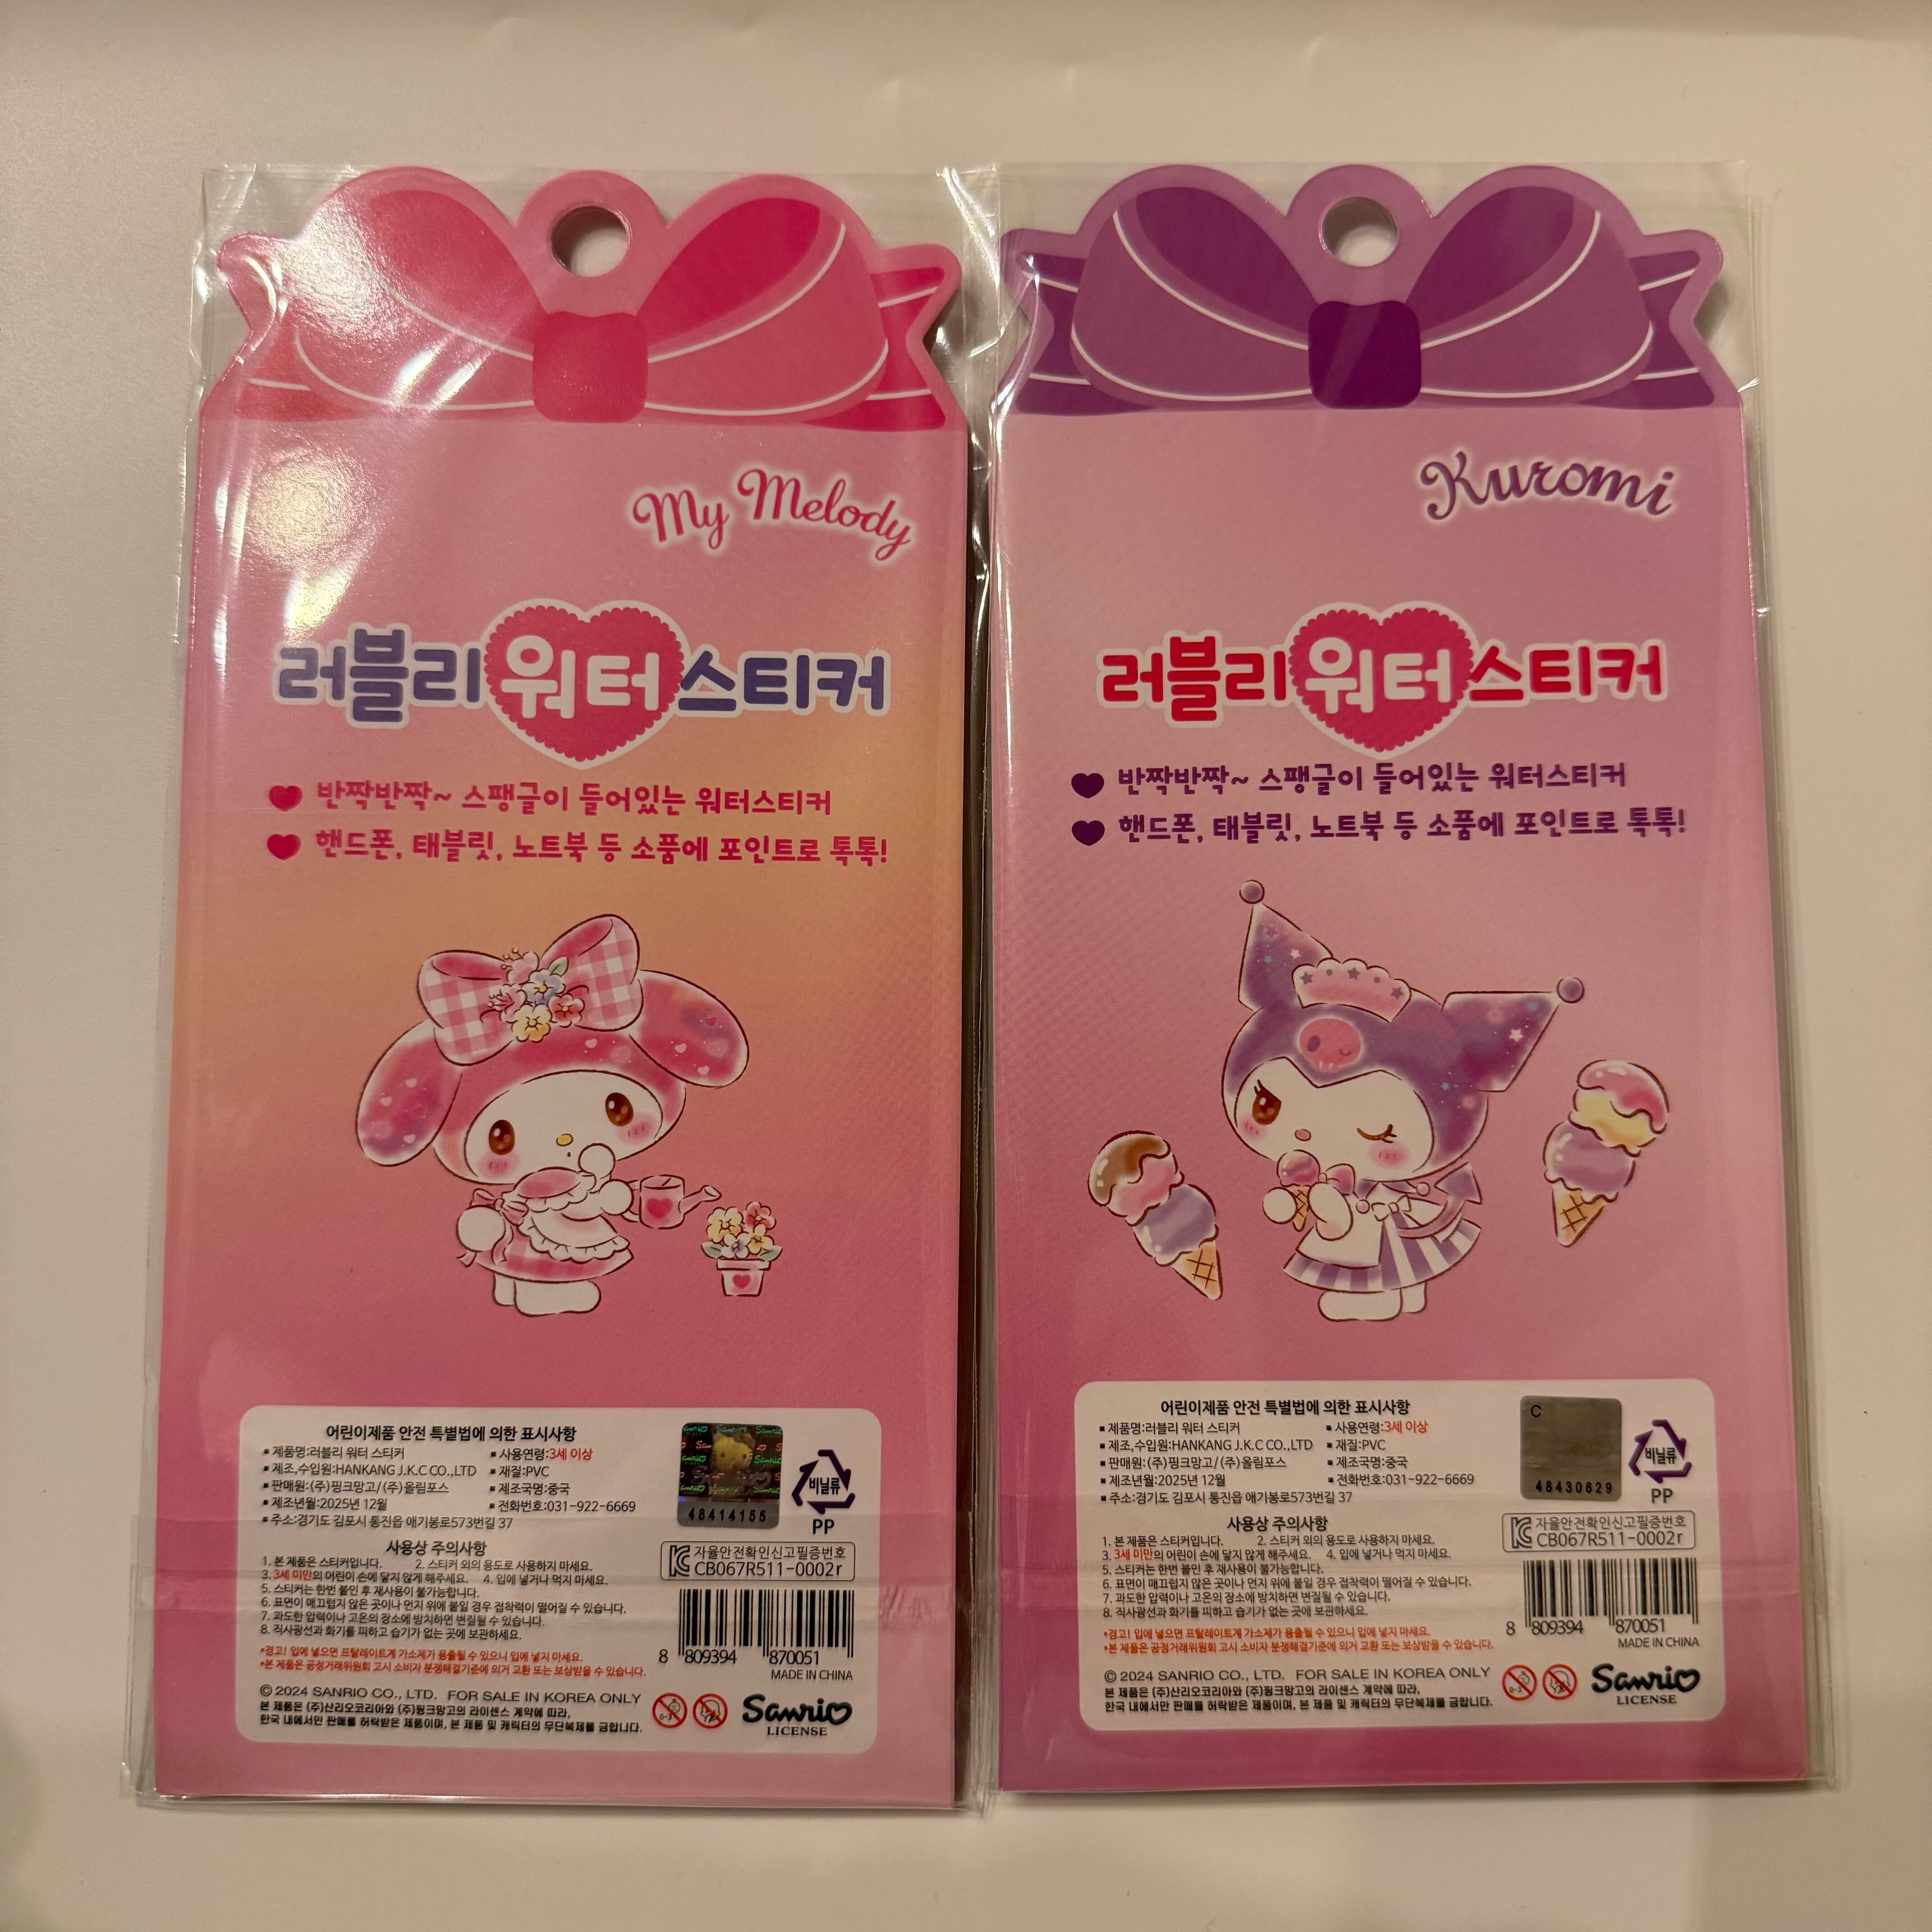 My Melody
러블리워터스티커
반짝반짝~ 스팽글이 들어있는 워터스티커
핸드폰, 태블릿, 노트북 등 소품에 포인트로 톡톡!
어린이제품 안전 특별법에 의한 표시사항
▪ 제품명:러블리 워터 스티커 ▪ 사용연령:3세 이상
▪ 제조,수입원:HANKANG J.K.C CO.,LTD ▪ 재질:PVC
▪ 판매원:(주)핑크망고/(주)올림포스 ▪ 제조국명:중국
▪ 제조년월:2025년 12월 ▪ 전화번호:031-922-6669
▪ 주소:경기도 김포시 통진읍 애기봉로573번길 37
48414155
비닐류
PP
사용상 주의사항
1. 본 제품은 스티커입니다. 2. 스티커 외의 용도로 사용하지 마세요.
3. 3세 미만의 어린이 손에 닿지 않게 해주세요. 4. 입에 넣거나 먹지 마세요.
5. 스티커는 한번 붙인 후 재사용이 불가능합니다.
6. 표면이 매끄럽지 않은 곳이나 먼지 위에 붙일 경우 접착력이 떨어질 수 있습니다.
7. 과도한 압력이나 고온의 장소에 방치하면 변질될 수 있습니다.
8. 직사광선과 화기를 피하고 습기가 없는 곳에 보관하세요.
*경고! 입에 넣으면 프탈레이트계 가소제가 용출될 수 있으니 입에 넣지 마세요.
*본 제품은 공정거래위원회 고시 소비자 분쟁해결기준에 의거 교환 또는 보상받을 수 있습니다.
자율안전확인신고필증번호
CB067R511-0002r
8 809394 870051
MADE IN CHINA
© 2024 SANRIO CO., LTD. FOR SALE IN KOREA ONLY
본 제품은 (주)산리오코리아와 (주)핑크망고의 라이센스 계약에 따라,
한국 내에서만 판매를 허락받은 제품이며, 본 제품 및 캐릭터의 무단복제를 금합니다.
0-3
Sanrio
LICENSE
Kuromi
러블리워터스티커
반짝반짝~ 스팽글이 들어있는 워터스티커
핸드폰, 태블릿, 노트북 등 소품에 포인트로 톡톡!
어린이제품 안전 특별법에 의한 표시사항
▪ 제품명:러블리 워터 스티커 ▪ 사용연령:3세 이상
▪ 제조,수입원:HANKANG J.K.C CO.,LTD ▪ 재질:PVC
▪ 판매원:(주)핑크망고/(주)올림포스 ▪ 제조국명:중국
▪ 제조년월:2025년 12월 ▪ 전화번호:031-922-6669
▪ 주소:경기도 김포시 통진읍 애기봉로573번길 37
C
48430829
비닐류
PP
사용상 주의사항
1. 본 제품은 스티커입니다. 2. 스티커 외의 용도로 사용하지 마세요.
3. 3세 미만의 어린이 손에 닿지 않게 해주세요. 4. 입에 넣거나 먹지 마세요.
5. 스티커는 한번 붙인 후 재사용이 불가능합니다.
6. 표면이 매끄럽지 않은 곳이나 먼지 위에 붙일 경우 접착력이 떨어질 수 있습니다.
7. 과도한 압력이나 고온의 장소에 방치하면 변질될 수 있습니다.
8. 직사광선과 화기를 피하고 습기가 없는 곳에 보관하세요.
*경고! 입에 넣으면 프탈레이트계 가소제가 용출될 수 있으니 입에 넣지 마세요.
*본 제품은 공정거래위원회 고시 소비자 분쟁해결기준에 의거 교환 또는 보상받을 수 있습니다.
자율안전확인신고필증번호
CB067R511-0002r
8 809394 870051
MADE IN CHINA
© 2024 SANRIO CO., LTD. FOR SALE IN KOREA ONLY
본 제품은 (주)산리오코리아와 (주)핑크망고의 라이센스 계약에 따라,
한국 내에서만 판매를 허락받은 제품이며, 본 제품 및 캐릭터의 무단복제를 금합니다.
0-3
Sanrio
LICENSE